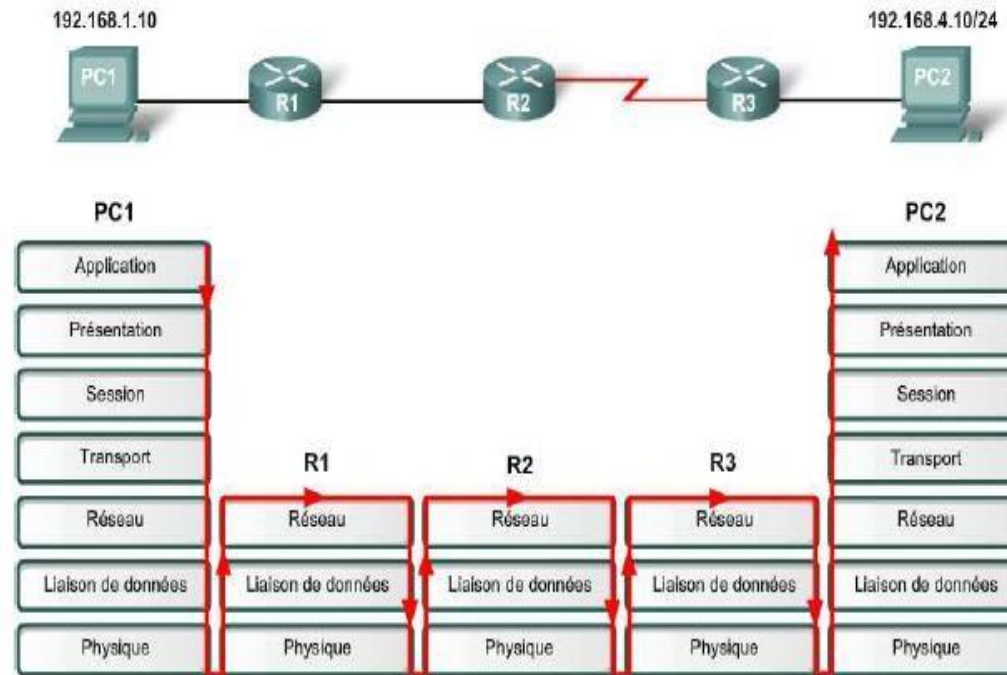 192.168.1.10
192.168.4.10/24
PC1
R1
R2
R3
PC2
PC1
PC2
Application
Application
Présentation
Présentation
Session
Session
Transport
R1
R2
R3
Transport
Réseau
Réseau
Réseau
Réseau
Réseau
Liaison de données
Liaison de données
Liaison de données
Liaison de données
Liaison de données
Physique
Physique
Physique
Physique
Physique